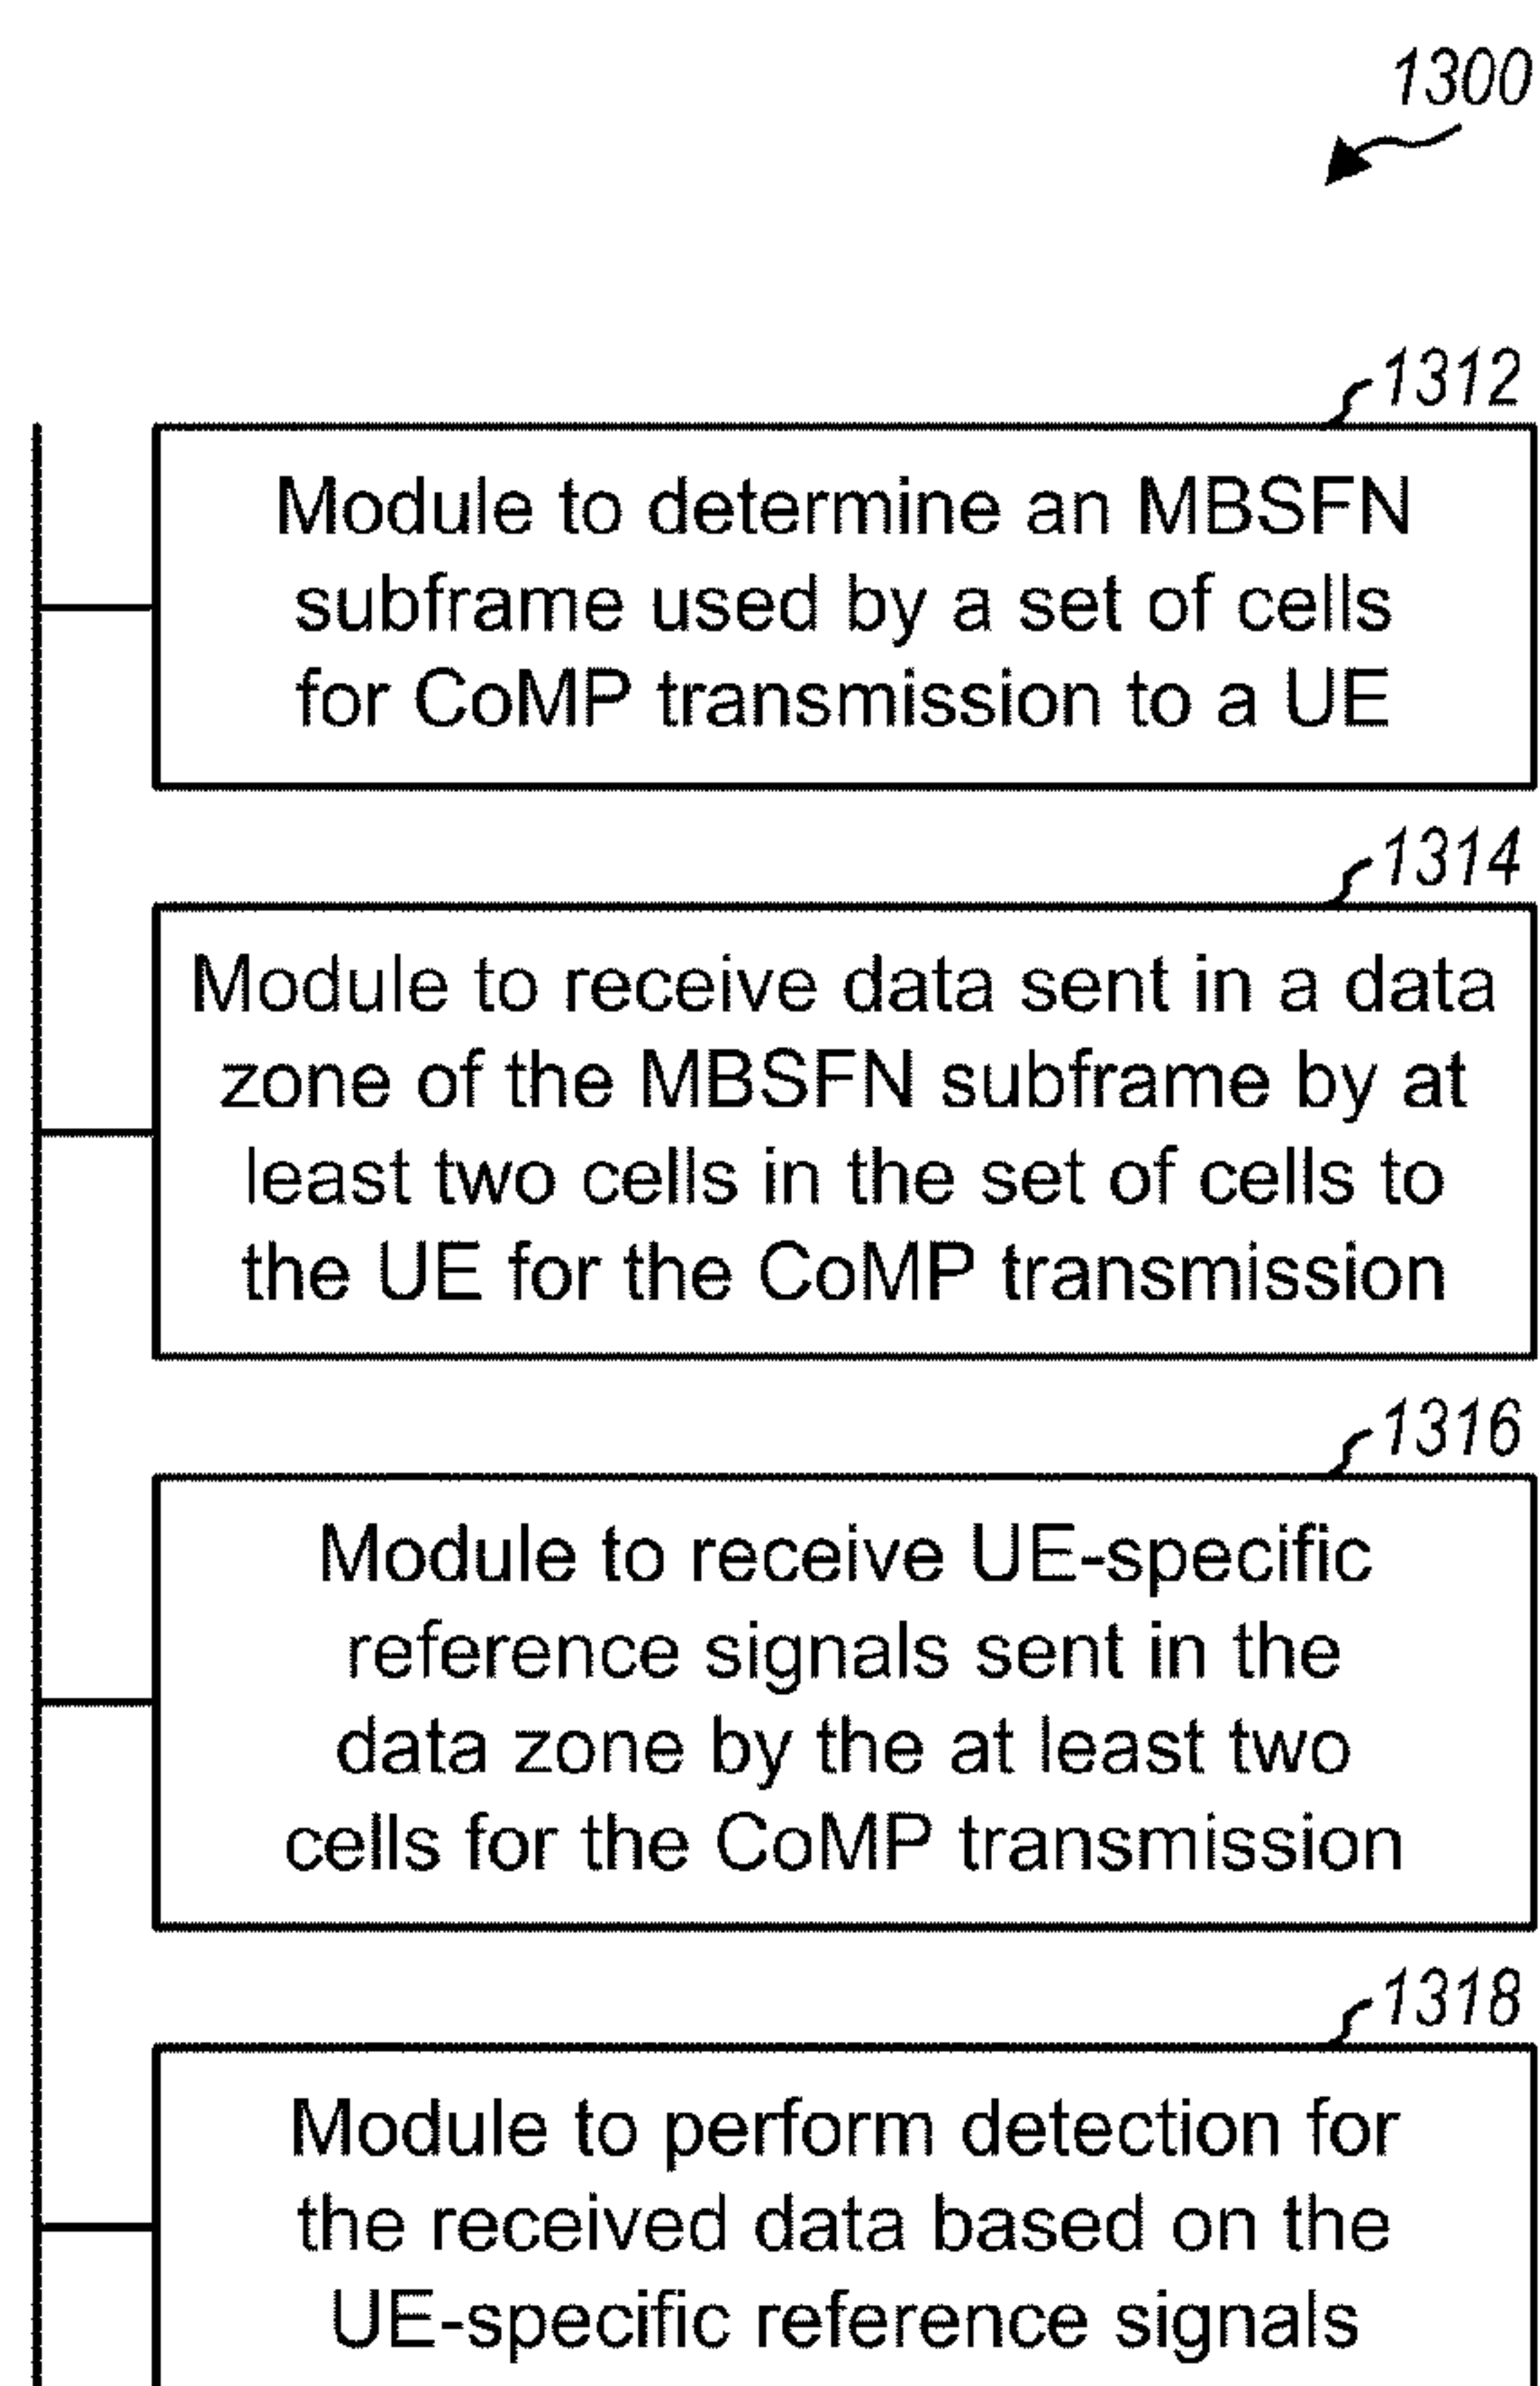 1300
1312
Module to determine an MBSFN
subframe used by a set of cells
for CoMP transmission to a UE
1314
Module to receive data sent in a data
zone of the MBSFN subframe by at
least two cells in the set of cells to
the UE for the CoMP transmission
1316
Module to receive UE-specific
reference signals sent in the
data zone by the at least two
cells for the CoMP transmission
1318
Module to perform detection for
the received data based on the
UE-specific reference signals